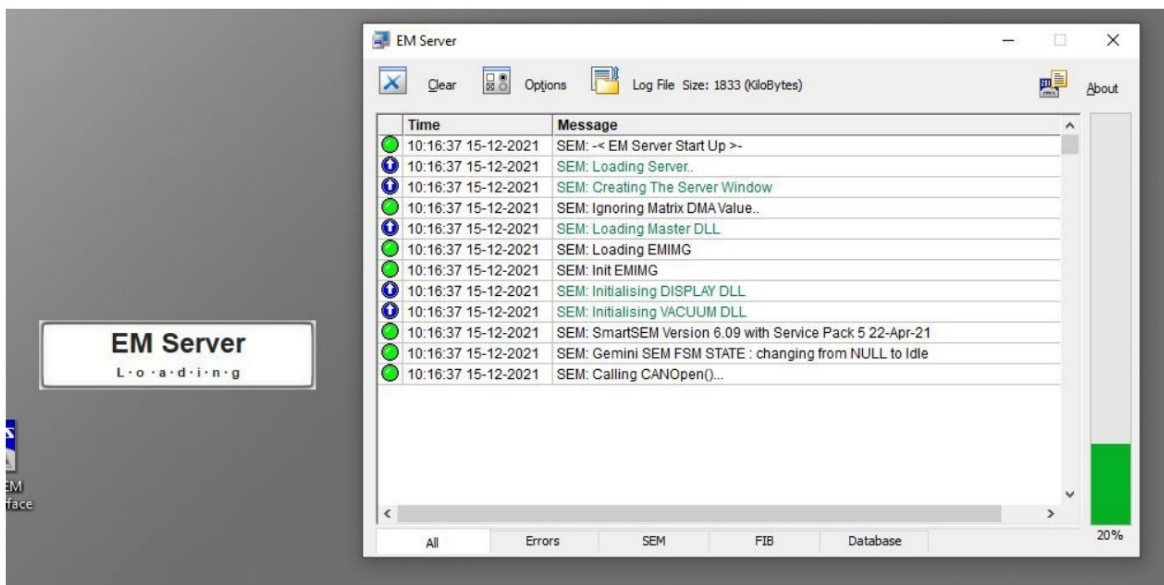 EM Server
Clear Options Log File Size: 1833 (KiloBytes) About
Time Message
10:16:37 15-12-2021 SEM: -< EM Server Start Up >-
10:16:37 15-12-2021 SEM: Loading Server..
10:16:37 15-12-2021 SEM: Creating The Server Window
10:16:37 15-12-2021 SEM: Ignoring Matrix DMA Value..
10:16:37 15-12-2021 SEM: Loading Master DLL
10:16:37 15-12-2021 SEM: Loading EMIMG
10:16:37 15-12-2021 SEM: Init EMIMG
10:16:37 15-12-2021 SEM: Initialising DISPLAY DLL
10:16:37 15-12-2021 SEM: Initialising VACUUM DLL
10:16:37 15-12-2021 SEM: SmartSEM Version 6.09 with Service Pack 5 22-Apr-21
10:16:37 15-12-2021 SEM: Gemini SEM FSM STATE : changing from NULL to Idle
10:16:37 15-12-2021 SEM: Calling CANOpen()...
20%
All Errors SEM FIB Database
EM Server
L·o·a·d·i·n·g
EM
face